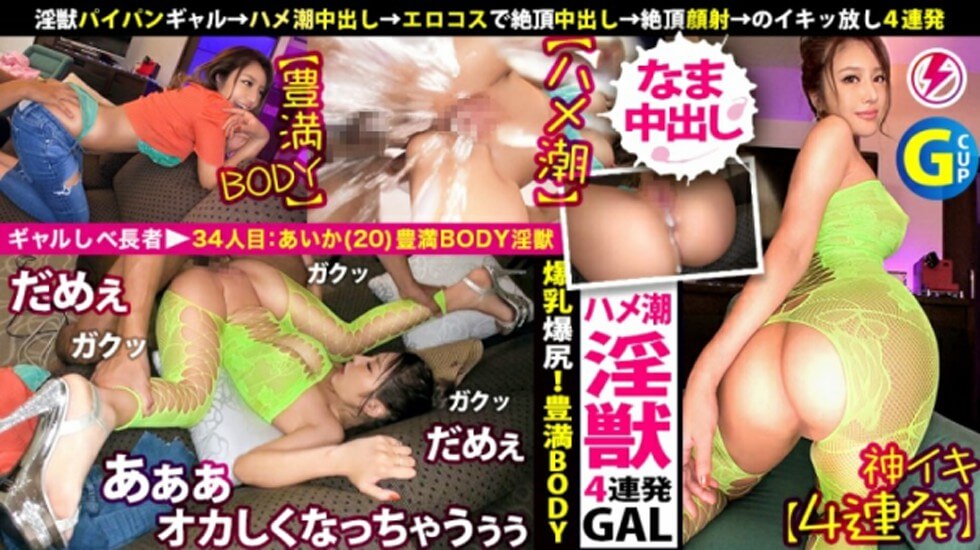 淫獣パイパンギャル→ハメ潮中出し→エロコスで絶頂中出し→絶頂顔射→のイキッ放し4連発
【豊満BODY】
【ハメ潮】
なま
中出し
G CUP
ギャルしべ長者▶34人目：あいか(20)豊満BODY淫獣
だめぇ
ガクッ
ガクッ
ガクッ
だめぇ
あぁぁ
オカしくなっちゃうぅぅ
爆乳爆尻！豊満BODY
ハメ潮
淫獣
4連発
GAL
神イキ
【4連発】